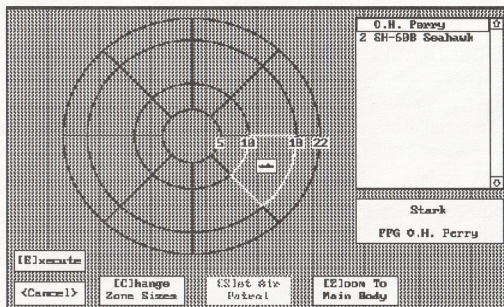 O.H. Perry
2 SH-60B Seahawk
5 10 18 22
Stark
FFG O.H. Perry
[E]xecute
<Cancel>
[C]hange
Zone Sizes
[S]et Air
Patrol
[Z]oom To
Main Body